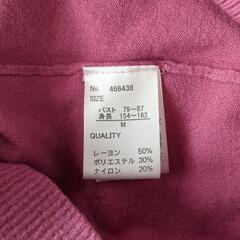 No. 466438
SIZE
バスト 79〜87
身長 154〜162
M
QUALITY
レーヨン 50%
ポリエステル 30%
ナイロン 20%